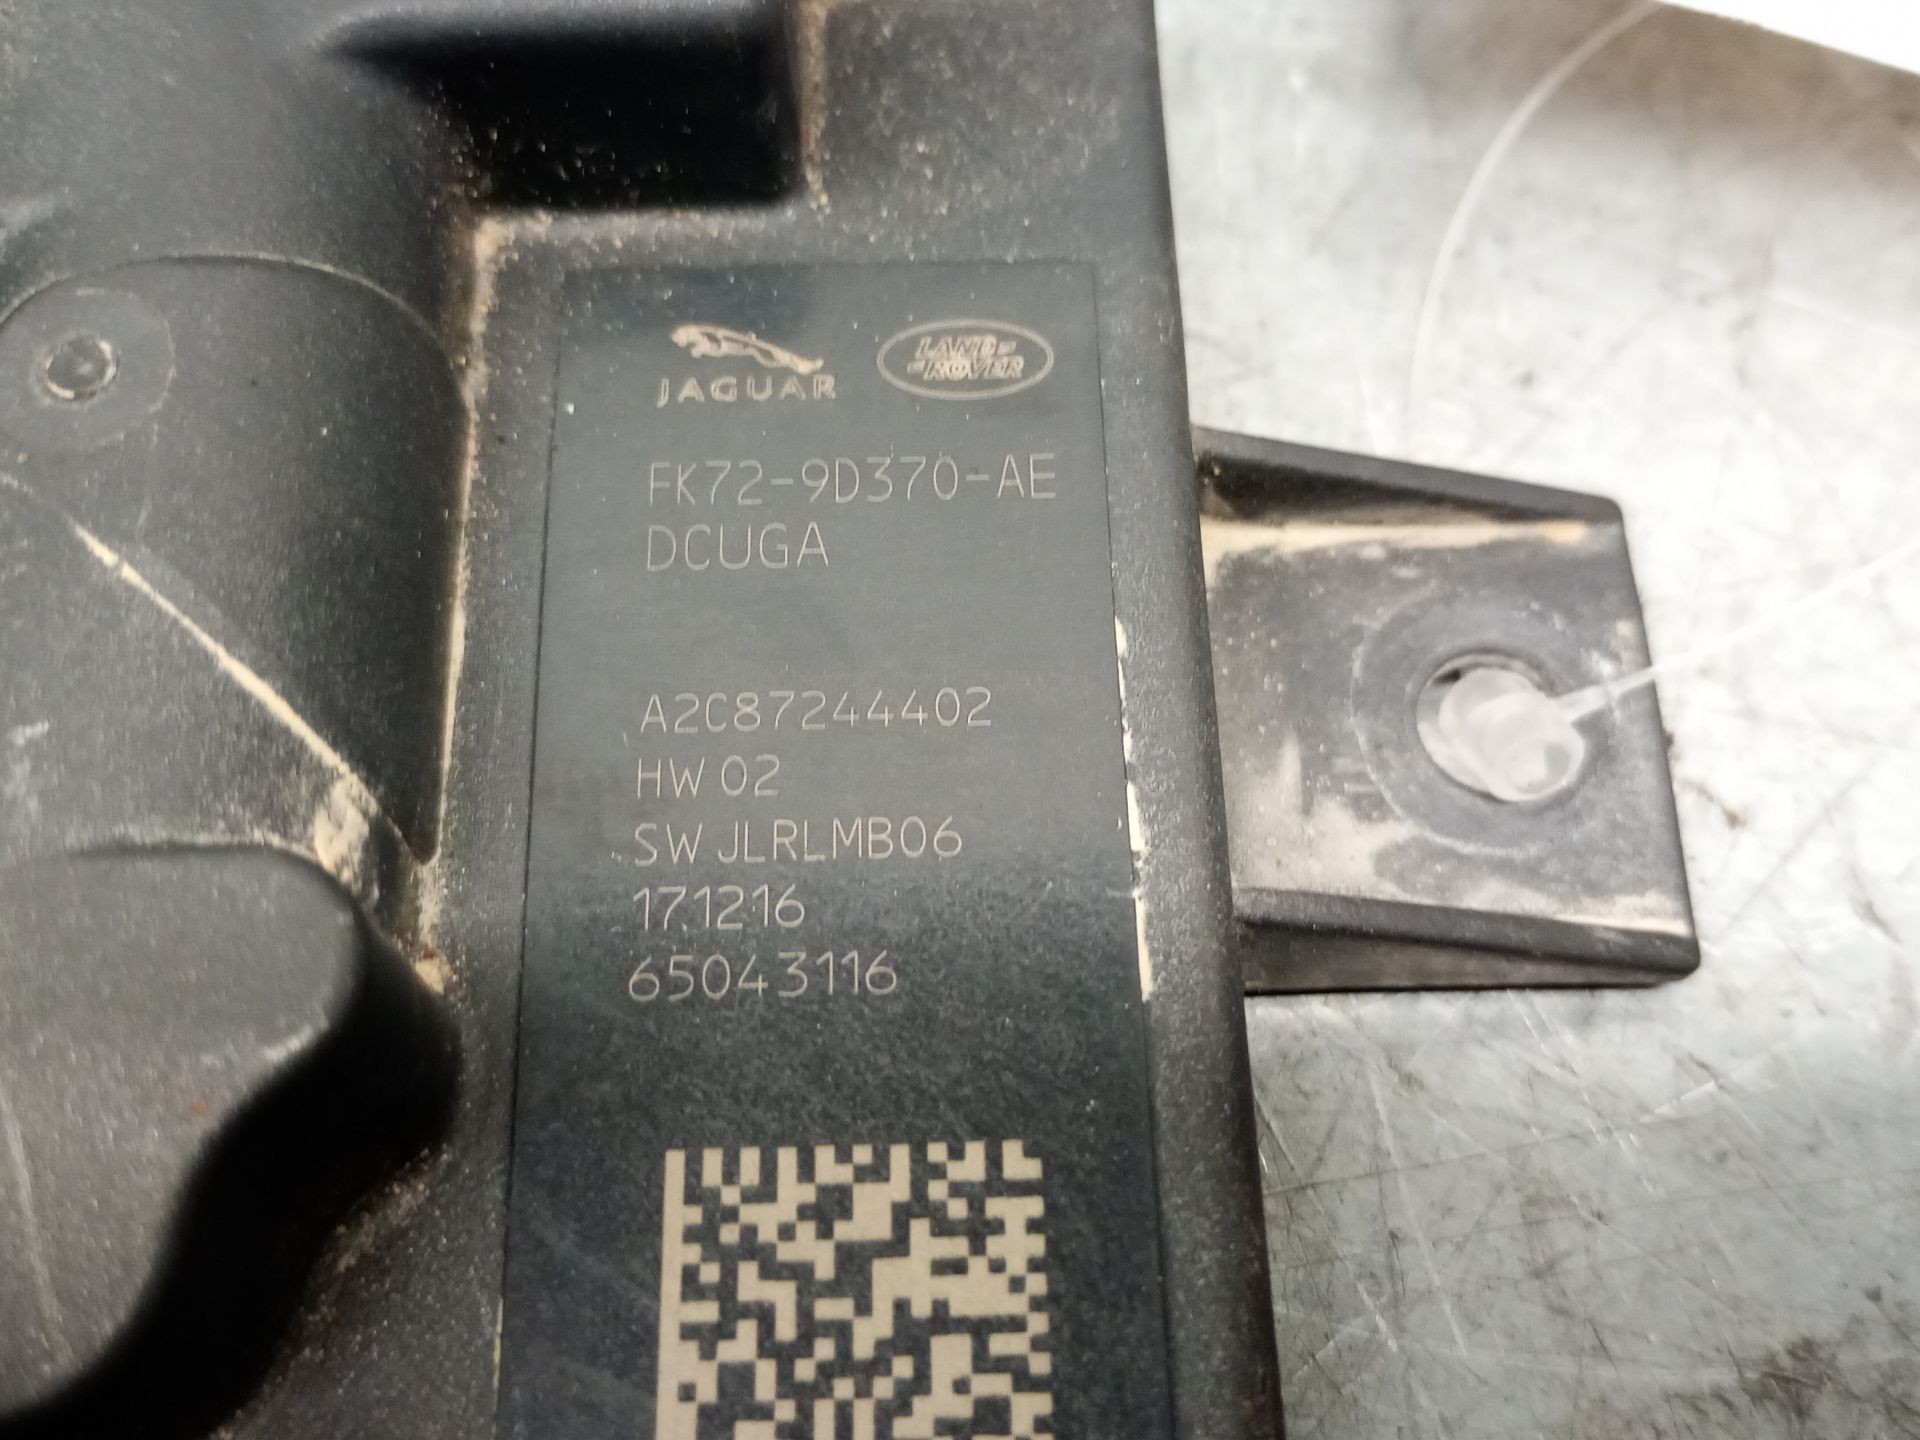 JAGUAR
LAND-
-ROVER
FK72-9D370-AE
DCUGA
A2C87244402
HW 02
SW JLRLMB06
171216
65043116